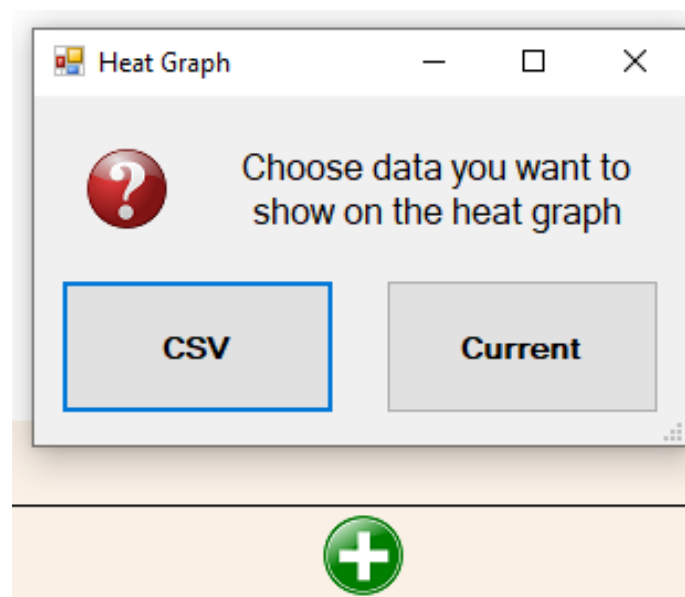 Heat Graph
Choose data you want to
show on the heat graph
CSV
Current